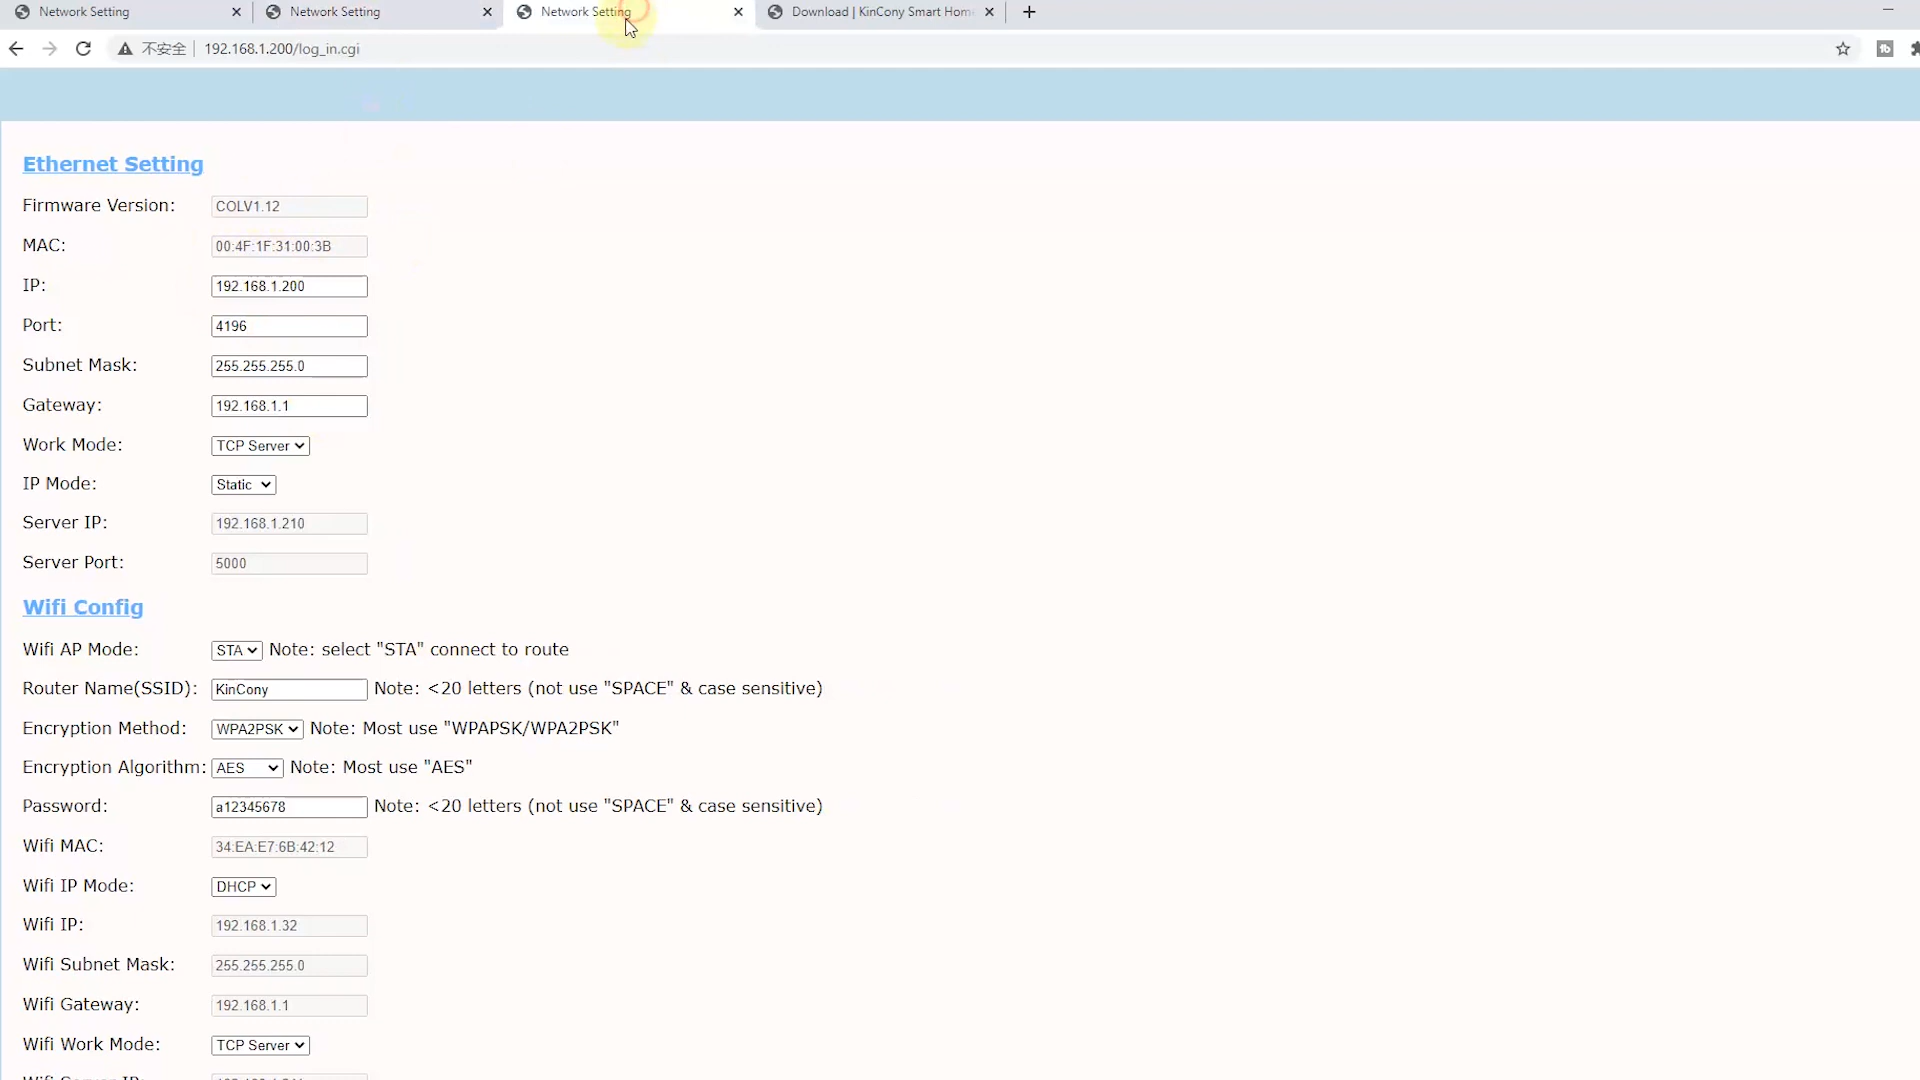 Network Setting
Network Setting
Network Setting
Download | KinCony Smart Hom
不安全
192.168.1.200/log_in.cgi
Ethernet Setting
Firmware Version: COLV1.12
MAC: 00:4F:1F:31:00:3B
IP: 192.168.1.200
Port: 4196
Subnet Mask: 255.255.255.0
Gateway: 192.168.1.1
Work Mode: TCP Server
IP Mode: Static
Server IP: 192.168.1.210
Server Port: 5000
Wifi Config
Wifi AP Mode: STA Note: select "STA" connect to route
Router Name(SSID): KinCony Note: <20 letters (not use "SPACE" & case sensitive)
Encryption Method: WPA2PSK Note: Most use "WPAPSK/WPA2PSK"
Encryption Algorithm: AES Note: Most use "AES"
Password: a12345678 Note: <20 letters (not use "SPACE" & case sensitive)
Wifi MAC: 34:EA:E7:6B:42:12
Wifi IP Mode: DHCP
Wifi IP: 192.168.1.32
Wifi Subnet Mask: 255.255.255.0
Wifi Gateway: 192.168.1.1
Wifi Work Mode: TCP Server